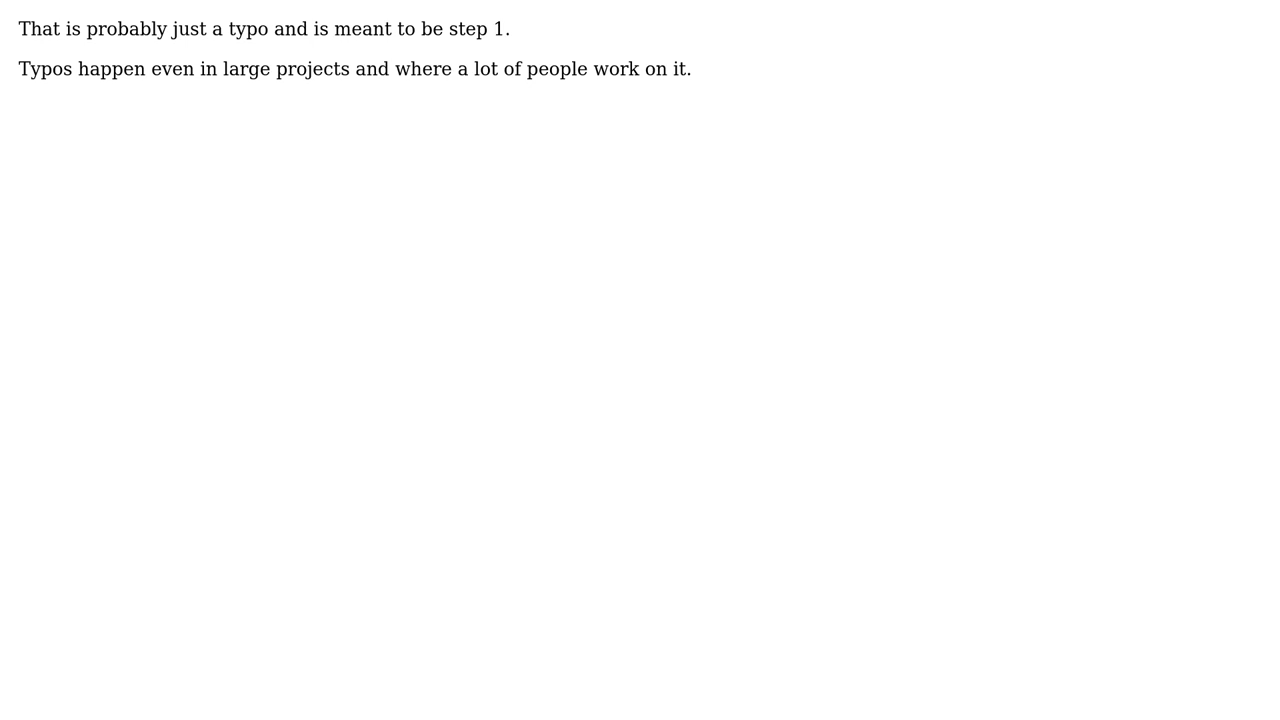 That is probably just a typo and is meant to be step 1.
Typos happen even in large projects and where a lot of people work on it.